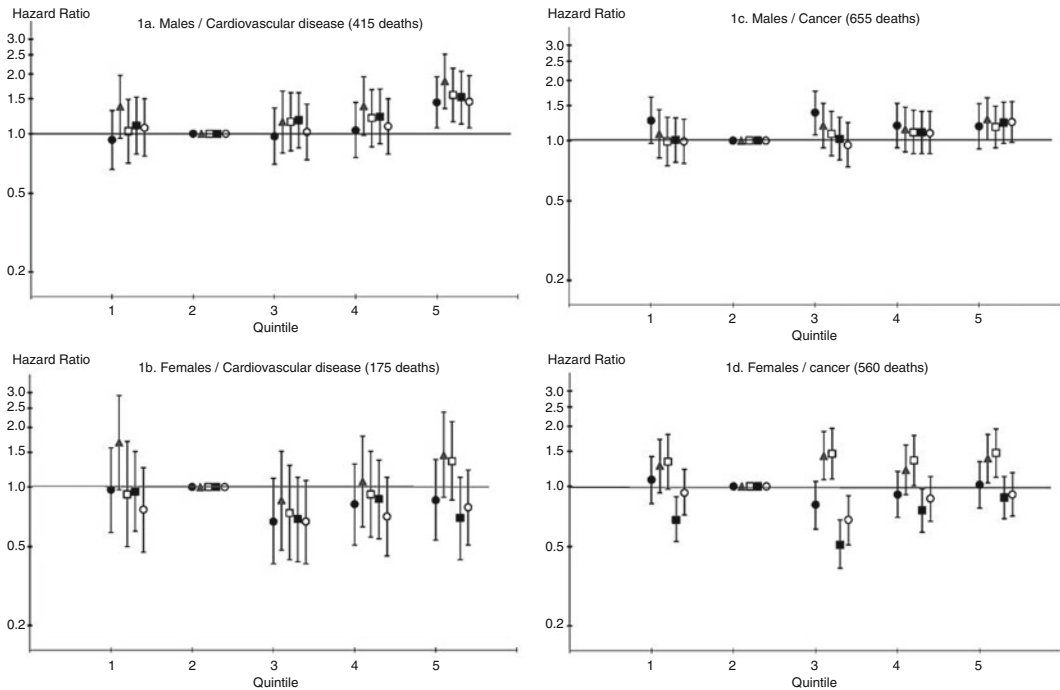 Hazard Ratio
1a. Males / Cardiovascular disease (415 deaths)
3.0
2.5
2.0
1.5
1.0
0.5
0.2
1 2 3 4 5
Quintile
Hazard Ratio
1c. Males / Cancer (655 deaths)
3.0
2.5
2.0
1.5
1.0
0.5
0.2
1 2 3 4 5
Quintile
Hazard Ratio
1b. Females / Cardiovascular disease (175 deaths)
3.0
2.5
2.0
1.5
1.0
0.5
0.2
1 2 3 4 5
Quintile
Hazard Ratio
1d. Females / cancer (560 deaths)
3.0
2.5
2.0
1.5
1.0
0.5
0.2
1 2 3 4 5
Quintile